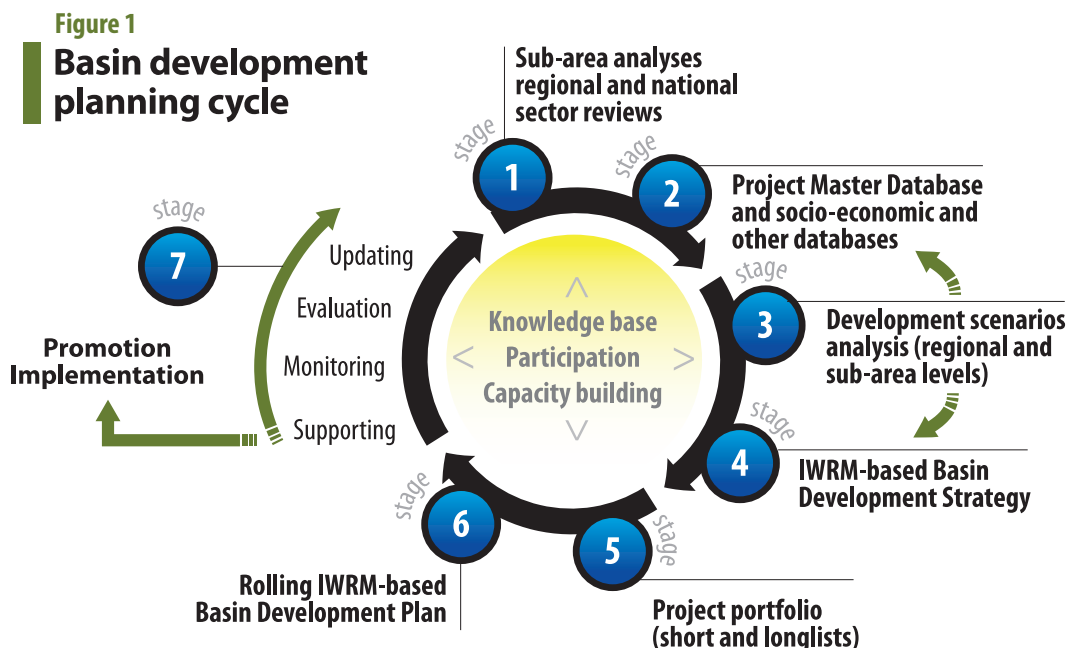 Figure 1
Basin development
planning cycle
stage
1
Sub-area analyses
regional and national
sector reviews
stage
2
Project Master Database
and socio-economic and
other databases
stage
3
Development scenarios
analysis (regional and
sub-area levels)
stage
4
IWRM-based Basin
Development Strategy
stage
5
Project portfolio
(short and longlists)
stage
6
Rolling IWRM-based
Basin Development Plan
stage
7
Updating
Evaluation
Monitoring
Supporting
Promotion
Implementation
Knowledge base
Participation
Capacity building